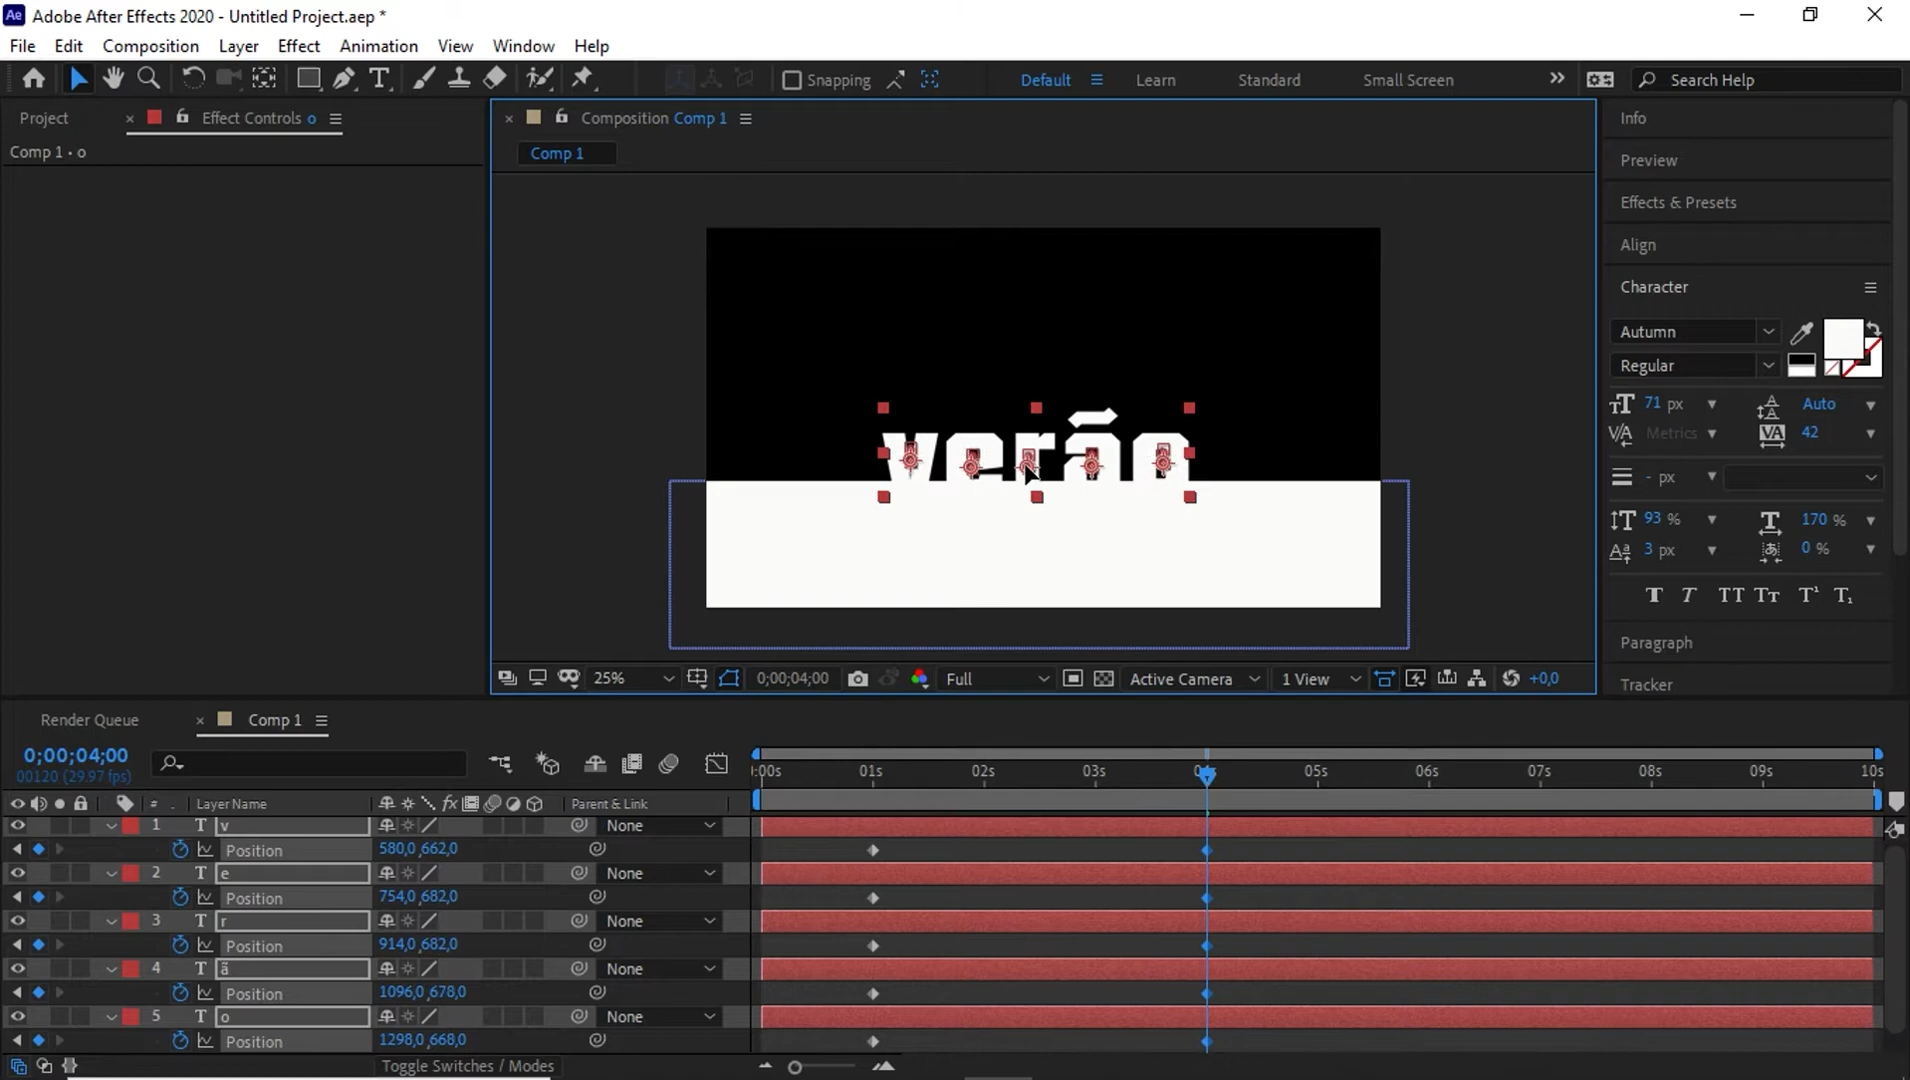 Adobe After Effects 2020 - Untitled Project.aep *
File Edit Composition Layer Effect Animation View Window Help
Snapping Default Learn Standard Small Screen Search Help
Project Effect Controls o
Comp 1 • o
Composition Comp 1
Comp 1
verão
25% 0;00;04;00 Full Active Camera 1 View +0,0
Info
Preview
Effects & Presets
Align
Character
Autumn
Regular
71 px Auto
Metrics 42
- px
93 % 170 %
3 px 0 %
T T TT Tт T¹ T₁
Paragraph
Tracker
Render Queue Comp 1
0;00;04;00
00120 (29.97 fps)
:00s 01s 02s 03s 04s 05s 06s 07s 08s 09s 10s
# . Layer Name fx Parent & Link
1 T v None
Position 580,0,662,0
2 T e None
Position 754,0,682,0
3 T r None
Position 914,0,682,0
4 T ã None
Position 1096,0,678,0
5 T o None
Position 1298,0,668,0
Toggle Switches / Modes